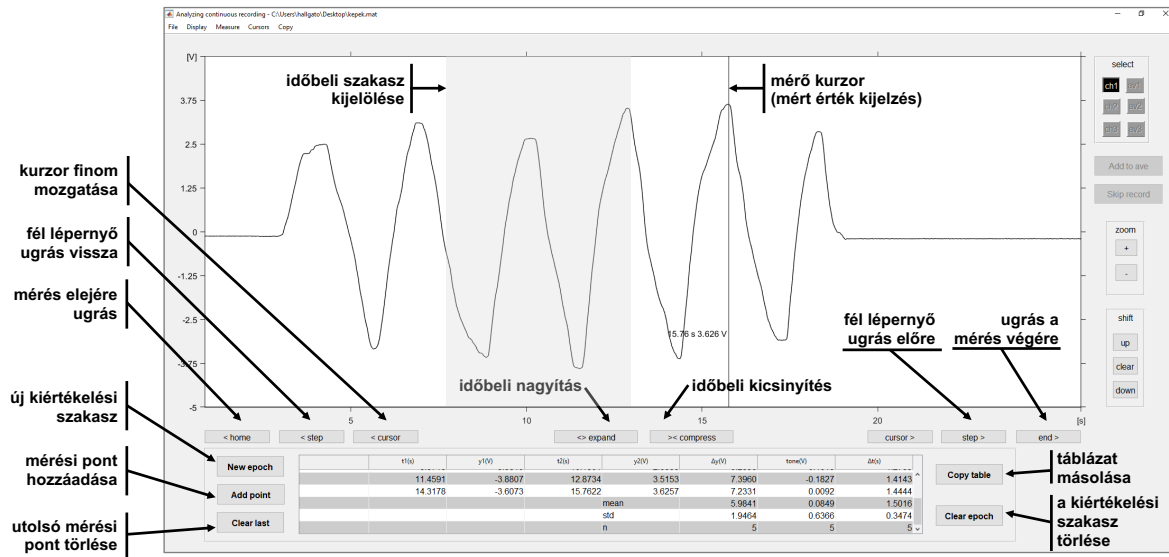 Analyzing continuous recording - C:\Users\hallgato\Desktop\kepek.mat
File Display Measure Cursors Copy
[V]
3.75
2.5
1.25
0
-1.25
-2.5
-3.75
-5
5
10
15
20
[s]
időbeli szakasz
kijelölése
mérő kurzor
(mért érték kijelzés)
15.76 s 3.626 V
kurzor finom
mozgatása
fél lépernyő
ugrás vissza
mérés elejére
ugrás
új kiértékelési
szakasz
mérési pont
hozzáadása
utolsó mérési
pont törlése
időbeli nagyítás
időbeli kicsinyítés
fél lépernyő
ugrás előre
ugrás a
mérés végére
select
ch1 av1
ch2 av2
ch3 av3
Add to ave
Skip record
zoom
+
-
shift
up
clear
down
< home
< step
< cursor
<> expand
>< compress
cursor >
step >
end >
New epoch
Add point
Clear last
t1(s) y1(V) t2(s) y2(V) Δy(V) tone(V) Δt(s)
11.4591 -3.8807 12.8734 3.5153 7.3960 -0.1827 1.4143
14.3178 -3.6073 15.7622 3.6257 7.2331 0.0092 1.4444
mean 5.9841 0.0849 1.5016
std 1.9464 0.6366 0.3474
n 5 5 5
Copy table
Clear epoch
táblázat
másolása
a kiértékelési
szakasz
törlése